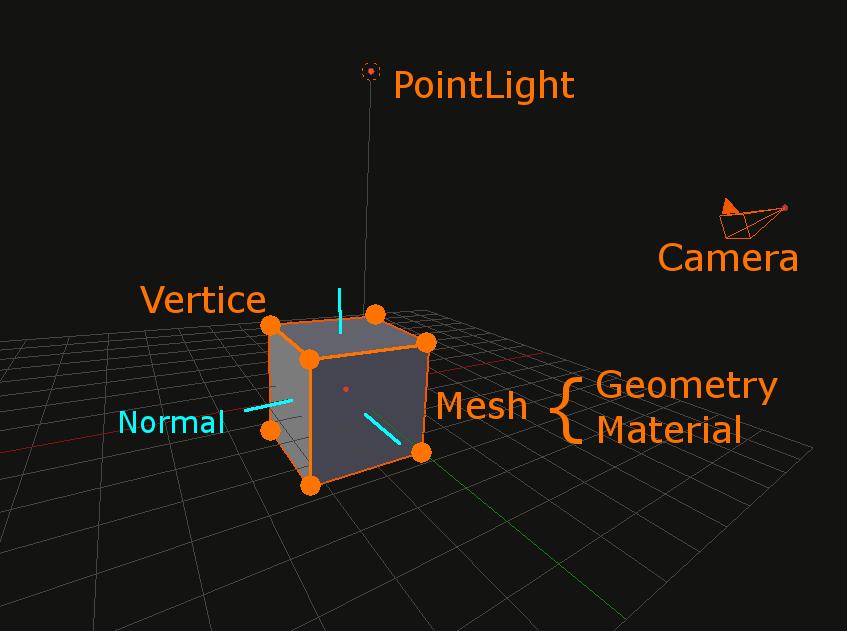 PointLight
Camera
Vertice
Normal
Mesh { Geometry
Material